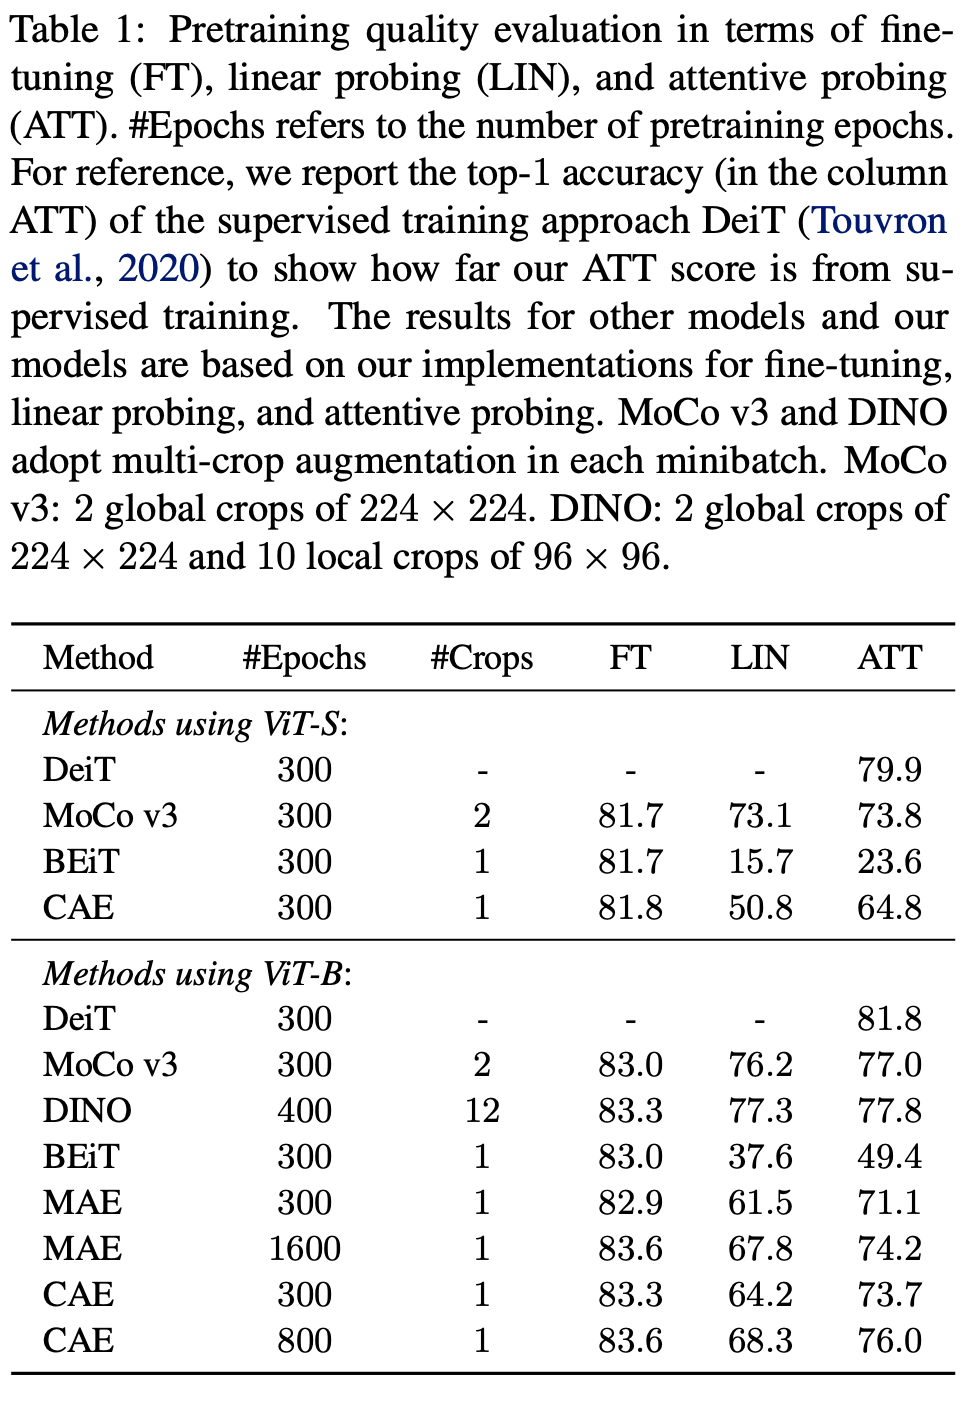 Table 1: Pretraining quality evaluation in terms of fine-
tuning (FT), linear probing (LIN), and attentive probing
(ATT). #Epochs refers to the number of pretraining epochs.
For reference, we report the top-1 accuracy (in the column
ATT) of the supervised training approach DeiT (Touvron
et al., 2020) to show how far our ATT score is from su-
pervised training. The results for other models and our
models are based on our implementations for fine-tuning,
linear probing, and attentive probing. MoCo v3 and DINO
adopt multi-crop augmentation in each minibatch. MoCo
v3: 2 global crops of 224 × 224. DINO: 2 global crops of
224 × 224 and 10 local crops of 96 × 96.
Method #Epochs #Crops FT LIN ATT
Methods using ViT-S:
DeiT 300 - - - 79.9
MoCo v3 300 2 81.7 73.1 73.8
BEiT 300 1 81.7 15.7 23.6
CAE 300 1 81.8 50.8 64.8
Methods using ViT-B:
DeiT 300 - - - 81.8
MoCo v3 300 2 83.0 76.2 77.0
DINO 400 12 83.3 77.3 77.8
BEiT 300 1 83.0 37.6 49.4
MAE 300 1 82.9 61.5 71.1
MAE 1600 1 83.6 67.8 74.2
CAE 300 1 83.3 64.2 73.7
CAE 800 1 83.6 68.3 76.0